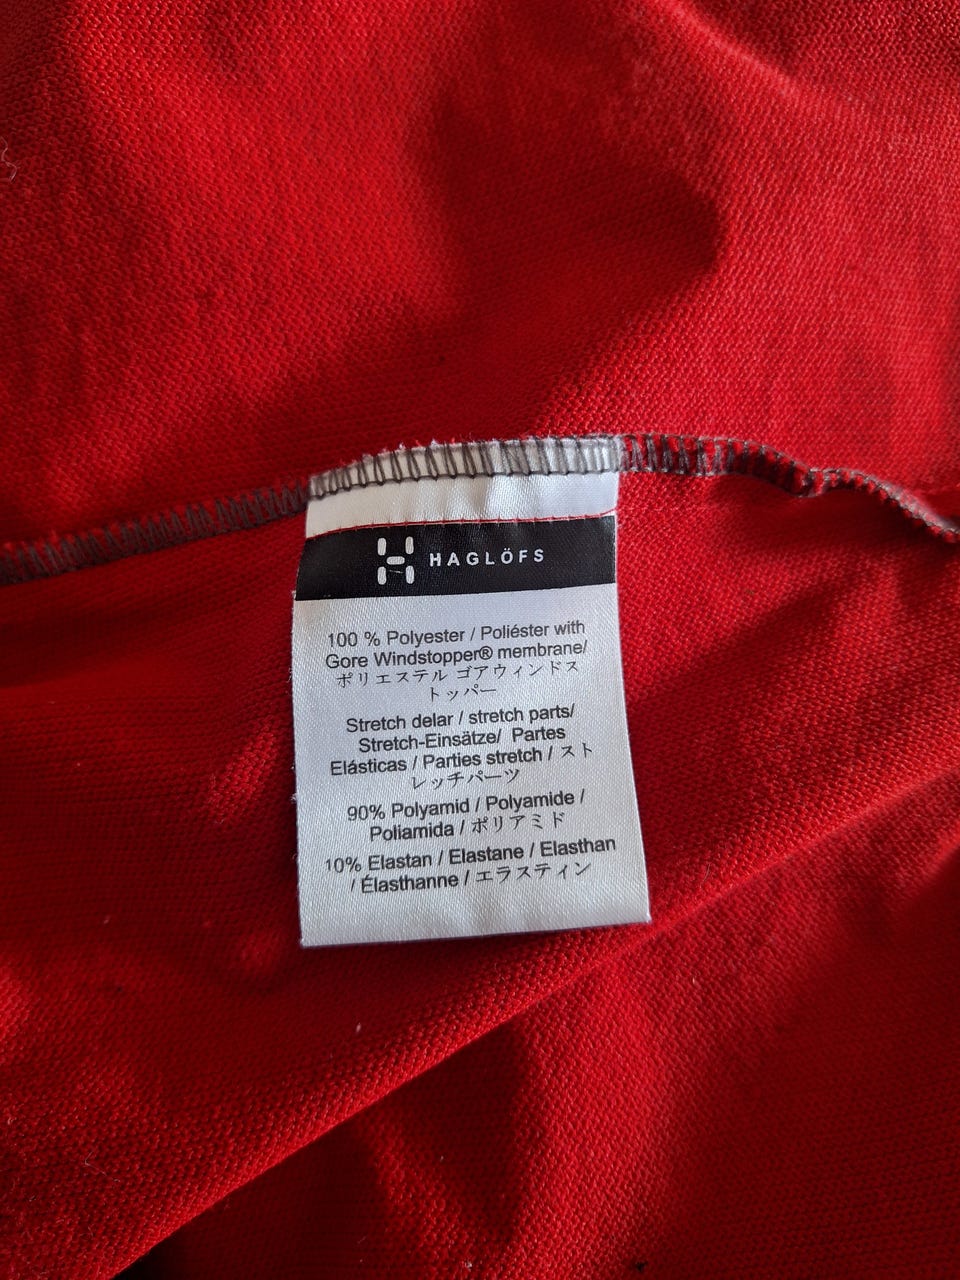 HAGLÖFS
100 % Polyester / Poliéster with
Gore Windstopper® membrane/
ポリエステル ゴアウィンドス
トッパー
Stretch delar / stretch parts/
Stretch-Einsätze/ Partes
Elásticas / Parties stretch / スト
レッチパーツ
90% Polyamid / Polyamide /
Poliamida / ポリアミド
10% Elastan / Elastane / Elasthan
/ Élasthanne / エラスティン